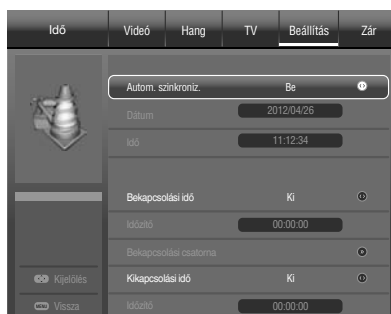 Idő Videó Hang TV Beállítás Zár
Autom. szinkroniz. Be
Dátum 2012/04/26
Idő 11:12:34
Bekapcsolási idő Ki
Időzítő 00:00:00
Bekapcsolási csatorna
Kijelölés Kikapcsolási idő Ki
MENU Vissza Időzítő 00:00:00